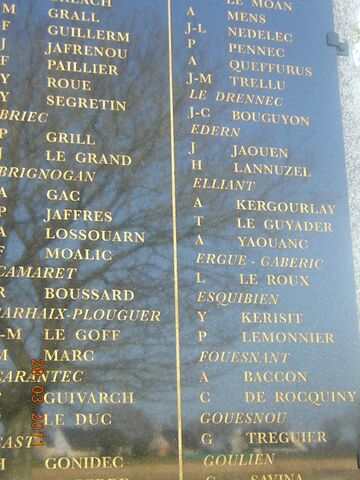 M GRALL
F GUILLERM
J JAFRENOU
F PAILLIER
Y ROUE
Y SEGRETIN
BRIEC
P GRILL
LE GRAND
BRIGNOGAN
A GAC
P JAFFRES
A LOSSOUARN
F MOALIC
CAMARET
R BOUSSARD
CARHAIX-PLOUGUER
-M LE GOFF
M MARC
CARANTEC
GUIVARCH
LE DUC
CAST
H GONIDEC
LE MOAN
A MENS
J-L NEDELEC
P PENNEC
A QUEFFURUS
J-M TRELLU
LE DRENNEC
J-C BOUGUYON
EDERN
J JAOUEN
H LANNUZEL
ELLIANT
A KERGOURLAY
T LE GUYADER
A YAOUANC
ERGUE-GABERIC
L LE ROUX
ESQUIBIEN
Y KERISIT
P LEMONNIER
FOUESNANT
A BACCON
C DE ROCQUINY
GOUESNOU
G TREGUIER
GOULIEN
SAVINA
20 03 2011